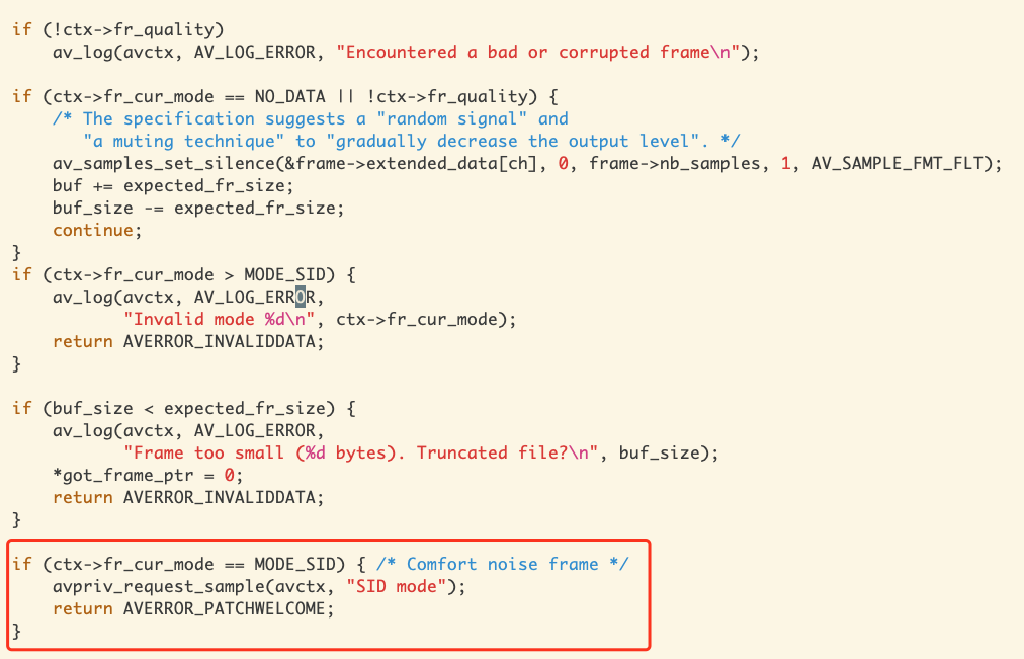 if (!ctx->fr_quality)
    av_log(avctx, AV_LOG_ERROR, "Encountered a bad or corrupted frame\n");

if (ctx->fr_cur_mode == NO_DATA || !ctx->fr_quality) {
    /* The specification suggests a "random signal" and
       "a muting technique" to "gradually decrease the output level". */
    av_samples_set_silence(&frame->extended_data[ch], 0, frame->nb_samples, 1, AV_SAMPLE_FMT_FLT);
    buf += expected_fr_size;
    buf_size -= expected_fr_size;
    continue;
}
if (ctx->fr_cur_mode > MODE_SID) {
    av_log(avctx, AV_LOG_ERROR,
           "Invalid mode %d\n", ctx->fr_cur_mode);
    return AVERROR_INVALIDDATA;
}

if (buf_size < expected_fr_size) {
    av_log(avctx, AV_LOG_ERROR,
           "Frame too small (%d bytes). Truncated file?\n", buf_size);
    *got_frame_ptr = 0;
    return AVERROR_INVALIDDATA;
}

if (ctx->fr_cur_mode == MODE_SID) { /* Comfort noise frame */
    avpriv_request_sample(avctx, "SID mode");
    return AVERROR_PATCHWELCOME;
}